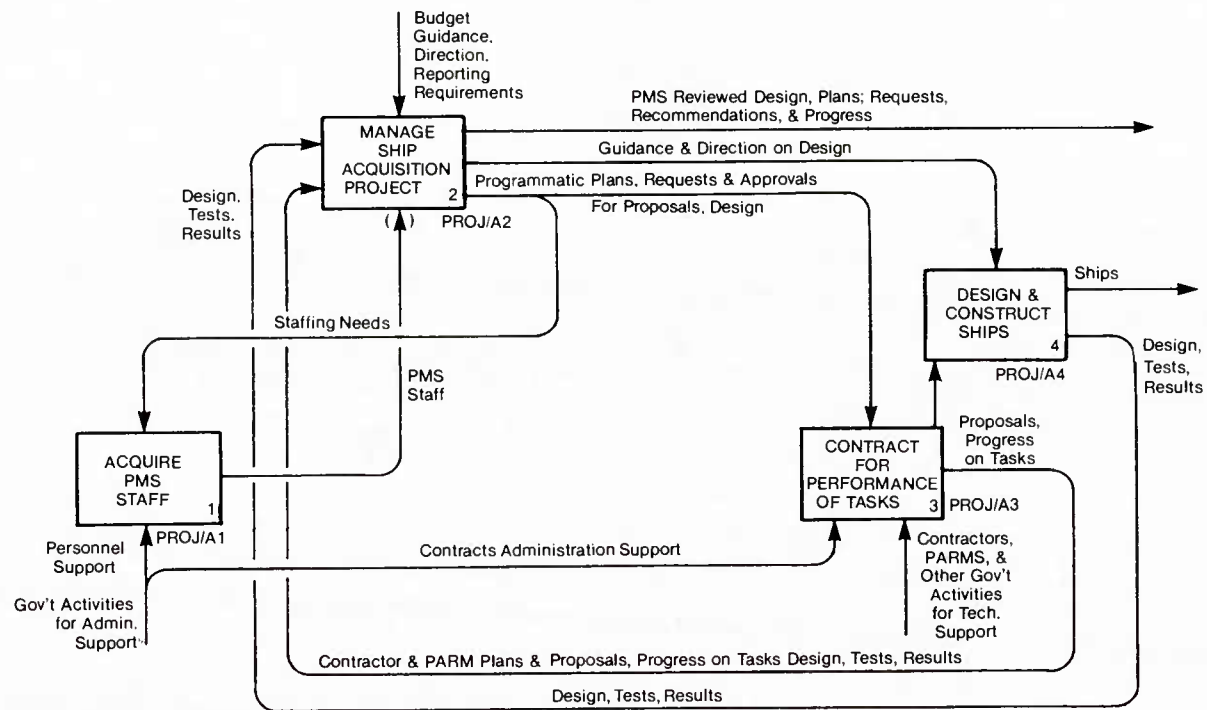 Budget
Guidance,
Direction,
Reporting
Requirements
PMS Reviewed Design, Plans; Requests,
Recommendations, & Progress
MANAGE
SHIP
ACQUISITION
PROJECT
2
( )
PROJ/A2
Guidance & Direction on Design
Programmatic Plans, Requests & Approvals
For Proposals, Design
Design,
Tests,
Results
Ships
DESIGN &
CONSTRUCT
SHIPS
4
PROJ/A4
Design,
Tests,
Results
Staffing Needs
PMS
Staff
ACQUIRE
PMS
STAFF
1
PROJ/A1
CONTRACT
FOR
PERFORMANCE
OF TASKS
3
PROJ/A3
Proposals,
Progress
on Tasks
Personnel
Support
Contracts Administration Support
Contractors,
PARMS, &
Other Gov't
Activities
for Tech.
Support
Gov't Activities
for Admin.
Support
Contractor & PARM Plans & Proposals, Progress on Tasks Design, Tests, Results
Design, Tests, Results